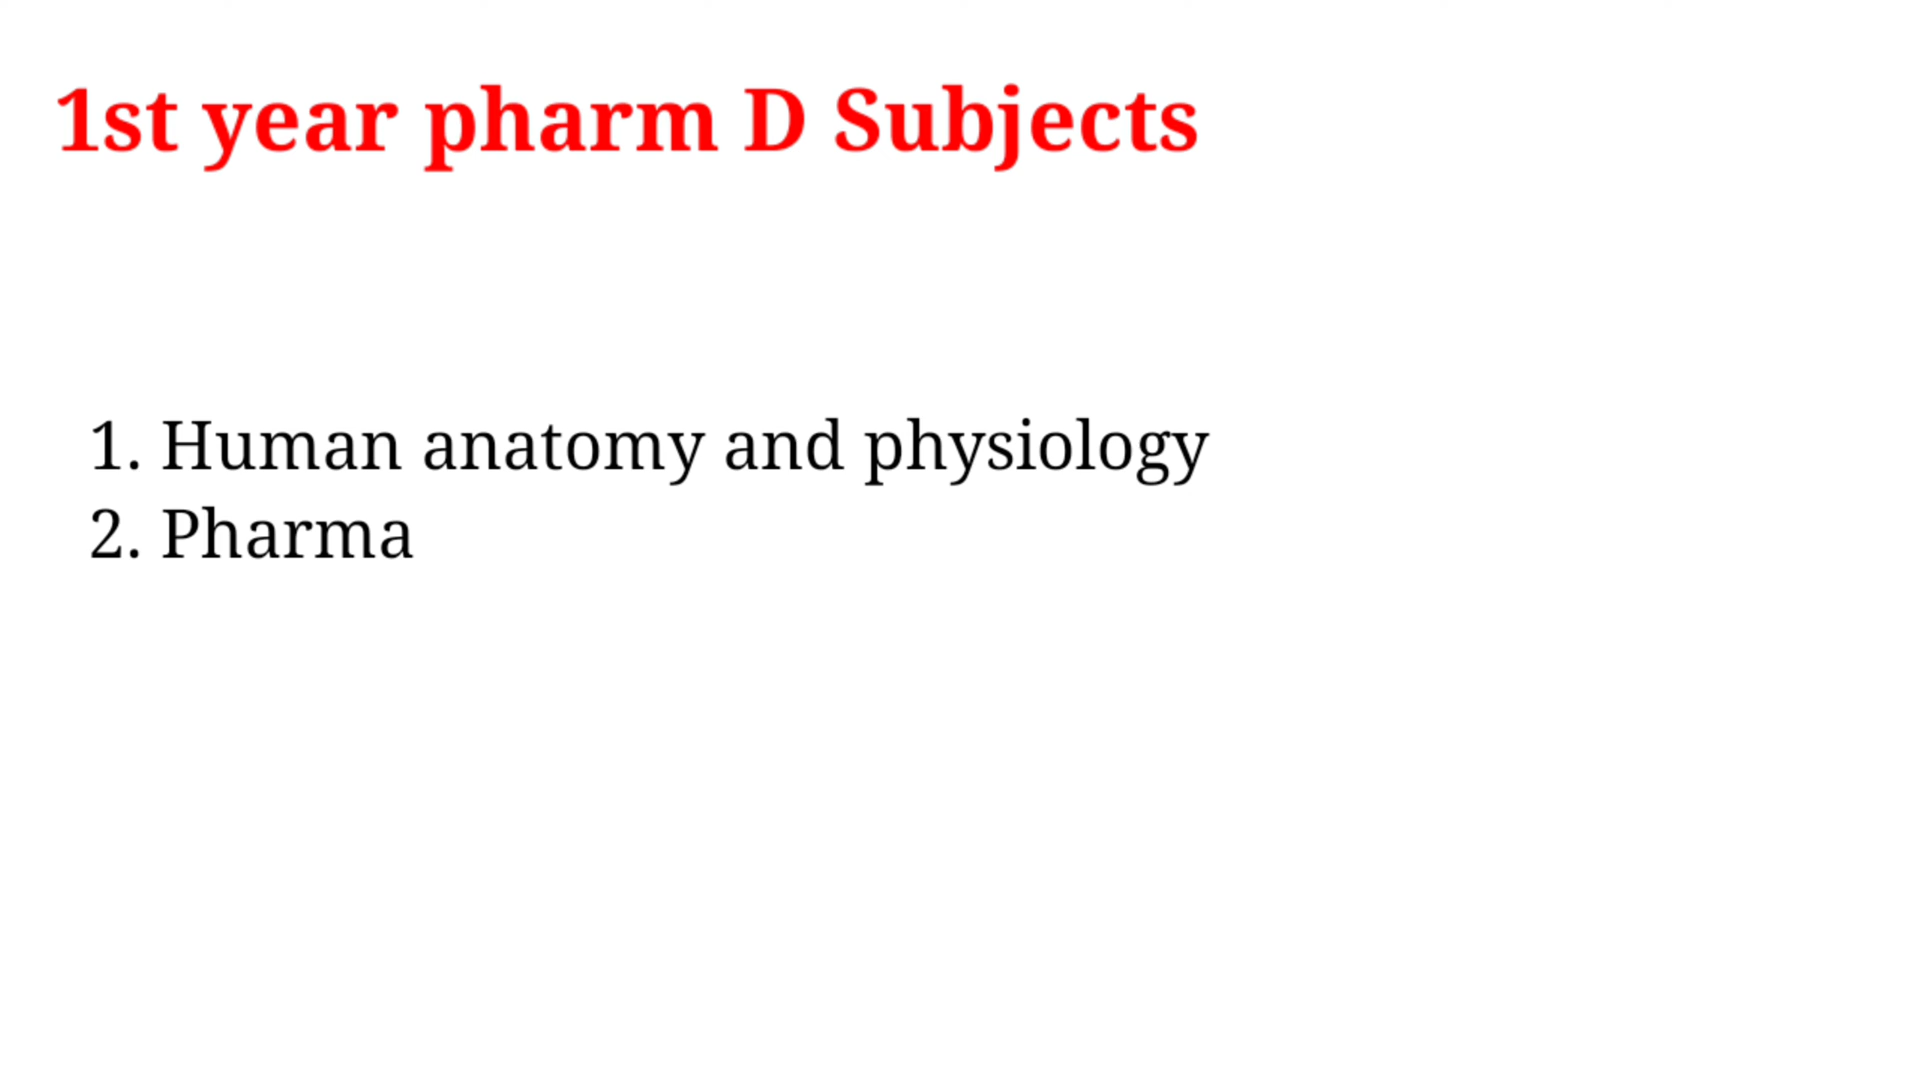 1st year pharm D Subjects
1. Human anatomy and physiology
2. Pharma